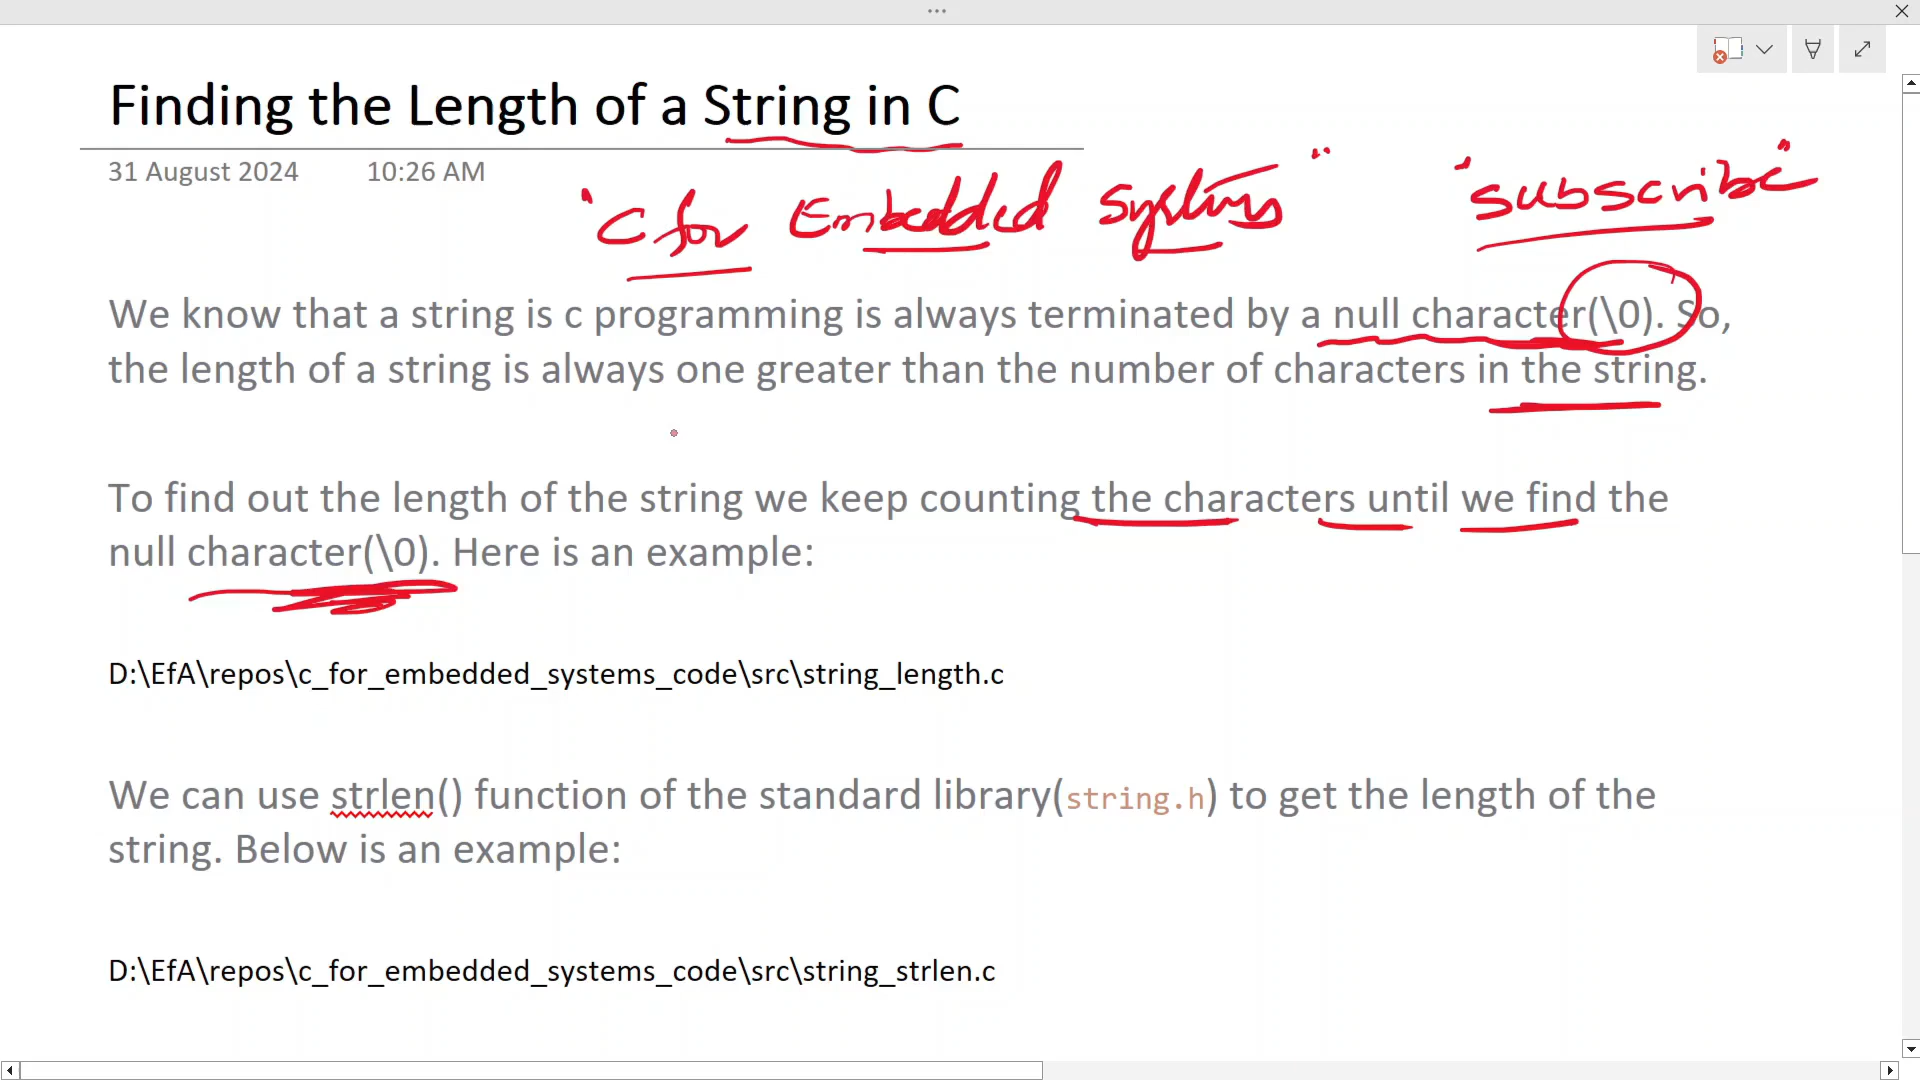 Finding the Length of a String in C
31 August 2024 10:26 AM
"C for Embedded Systems" "subscribe"
We know that a string is c programming is always terminated by a null character(\0). So,
the length of a string is always one greater than the number of characters in the string.
To find out the length of the string we keep counting the characters until we find the
null character(\0). Here is an example:
D:\EfA\repos\c_for_embedded_systems_code\src\string_length.c
We can use strlen() function of the standard library(string.h) to get the length of the
string. Below is an example:
D:\EfA\repos\c_for_embedded_systems_code\src\string_strlen.c